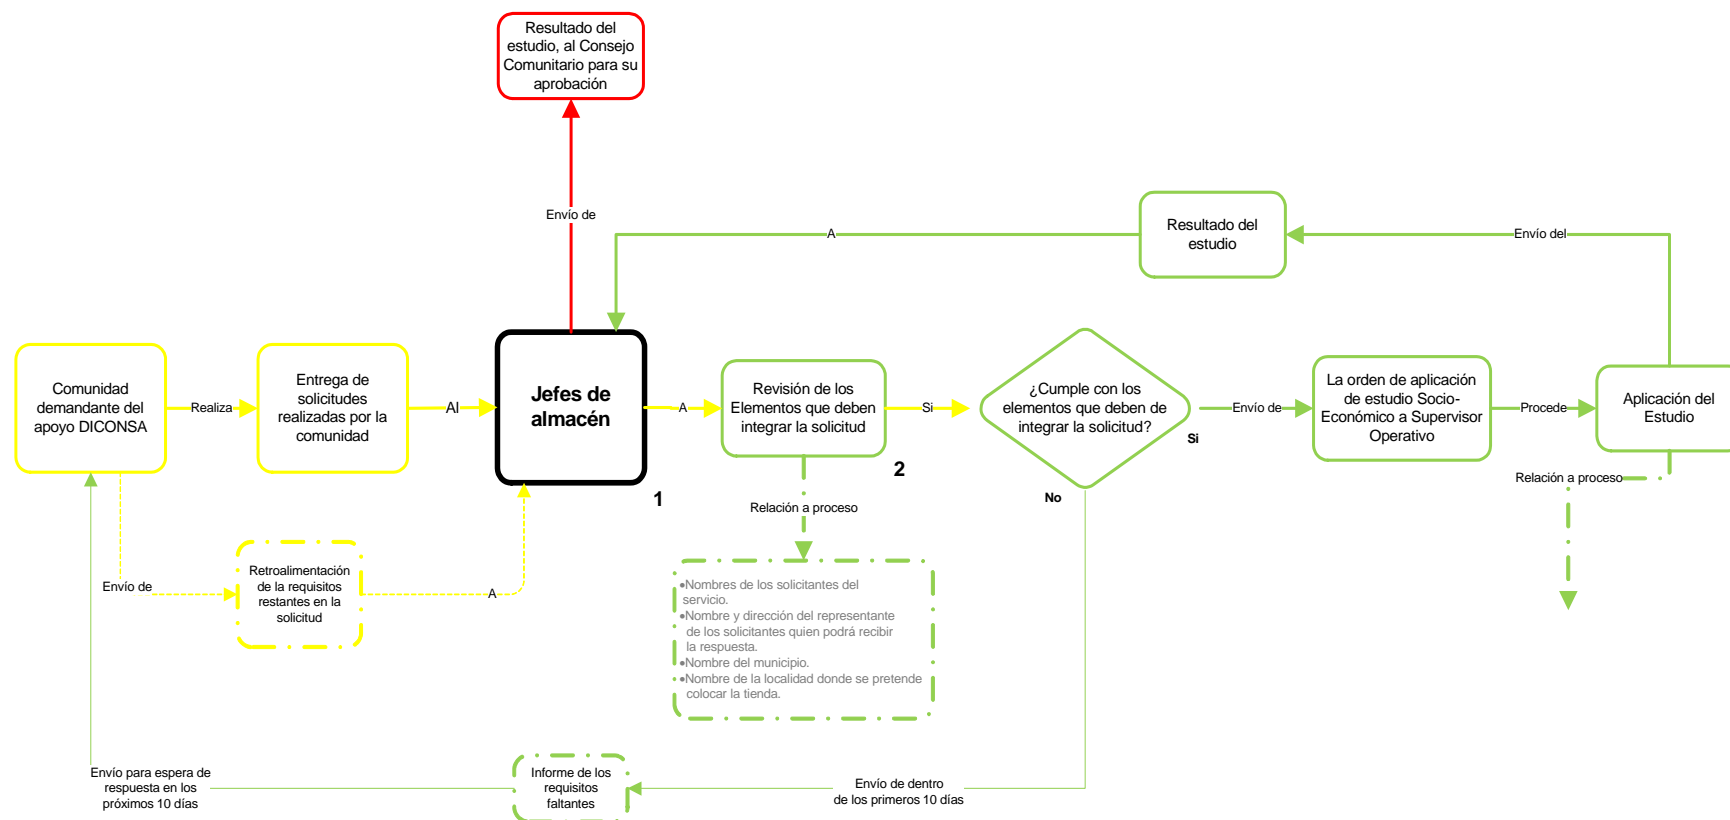 Resultado del
estudio, al Consejo
Comunitario para su
aprobación
Envío de
A
Resultado del
estudio
Envío del
Comunidad
demandante del
apoyo DICONSA
Realiza
Entrega de
solicitudes
realizadas por la
comunidad
Al
Jefes de
almacén
1
A
Revisión de los
Elementos que deben
integrar la solicitud
2
Si
¿Cumple con los
elementos que deben de
integrar la solicitud?
Si
No
Envío de
La orden de aplicación
de estudio Socio-
Económico a Supervisor
Operativo
Procede
Aplicación del
Estudio
Relación a proceso
Relación a proceso
Envío de
Retroalimentación
de la requisitos
restantes en la
solicitud
A
•Nombres de los solicitantes del
servicio.
•Nombre y dirección del representante
de los solicitantes quien podrá recibir
la respuesta.
•Nombre del municipio.
•Nombre de la localidad donde se pretende
colocar la tienda.
Envío para espera de
respuesta en los
próximos 10 días
Informe de los
requisitos
faltantes
Envío de dentro
de los primeros 10 días